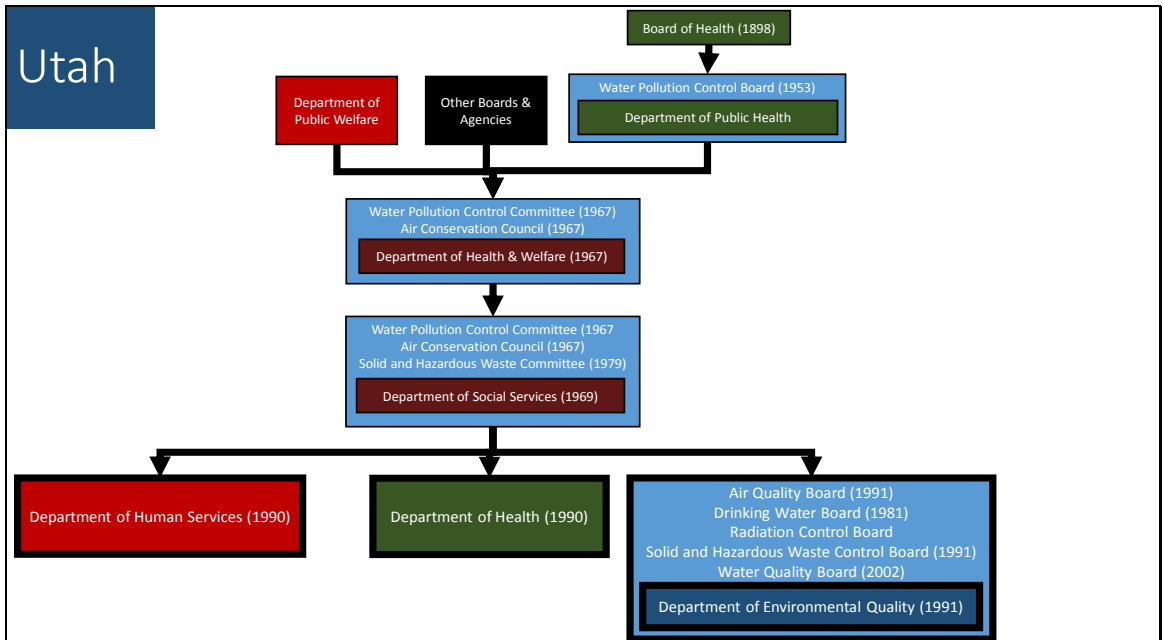 Utah
Board of Health (1898)
Department of
Public Welfare
Other Boards &
Agencies
Water Pollution Control Board (1953)
Department of Public Health
Water Pollution Control Committee (1967)
Air Conservation Council (1967)
Department of Health & Welfare (1967)
Water Pollution Control Committee (1967
Air Conservation Council (1967)
Solid and Hazardous Waste Committee (1979)
Department of Social Services (1969)
Department of Human Services (1990)
Department of Health (1990)
Air Quality Board (1991)
Drinking Water Board (1981)
Radiation Control Board
Solid and Hazardous Waste Control Board (1991)
Water Quality Board (2002)
Department of Environmental Quality (1991)